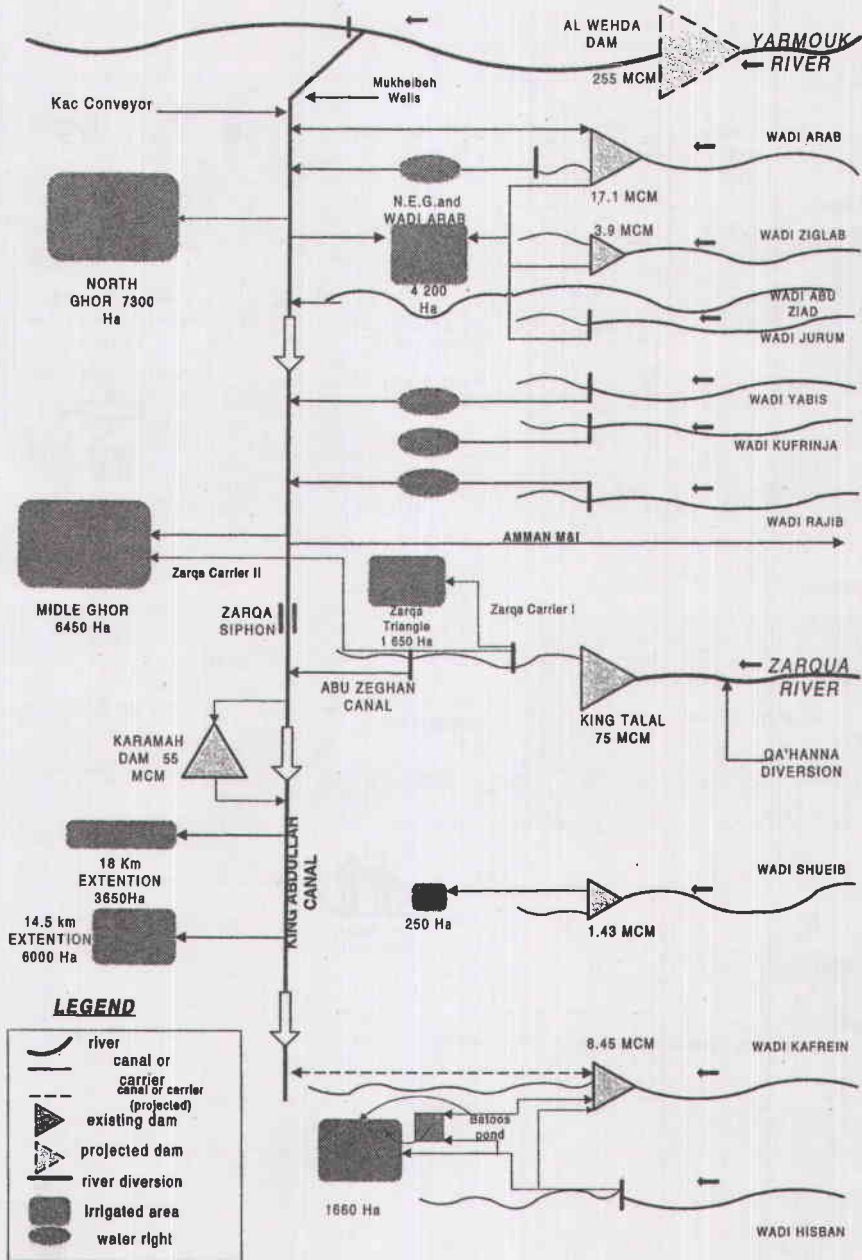 AL WEHDA
DAM
YARMOUK
RIVER
255 MCM
Mukheibeh
Wells
Kac Conveyor
WADI ARAB
17.1 MCM
N.E.G.and
WADI ARAB
3.9 MCM
WADI ZIGLAB
NORTH
GHOR 7300
Ha
4 200
Ha
WADI ABU
ZIAD
WADI JURUM
WADI YABIS
WADI KUFRINJA
WADI RAJIB
AMMAN M&I
Zarqa Carrier II
MIDLE GHOR
6450 Ha
ZARQA
SIPHON
Zarqa
Triangle
1 650 Ha
Zarqa Carrier I
ABU ZEGHAN
CANAL
ZARQUA
RIVER
KING TALAL
75 MCM
QA'HANNA
DIVERSION
KARAMAH
DAM 55
MCM
KING ABDULLAH
CANAL
18 Km
EXTENTION
3650Ha
14.5 km
EXTENTION
6000 Ha
WADI SHUEIB
250 Ha
1.43 MCM
8.45 MCM
WADI KAFREIN
Batoos
pond
1660 Ha
WADI HISBAN
LEGEND
river
canal or
carrier
canal or carrier
(projected)
existing dam
projected dam
river diversion
Irrigated area
water right